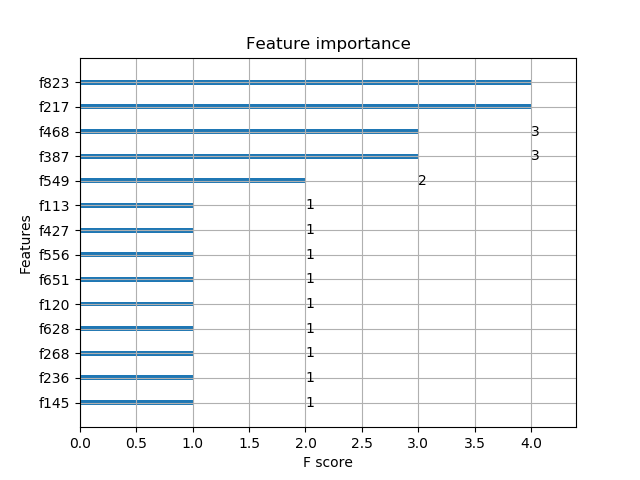 Feature importance
f823
f217
f468 3
f387 3
f549 2
f113 1
f427 1
f556 1
f651 1
f120 1
f628 1
f268 1
f236 1
f145 1
Features
0.0 0.5 1.0 1.5 2.0 2.5 3.0 3.5 4.0
F score